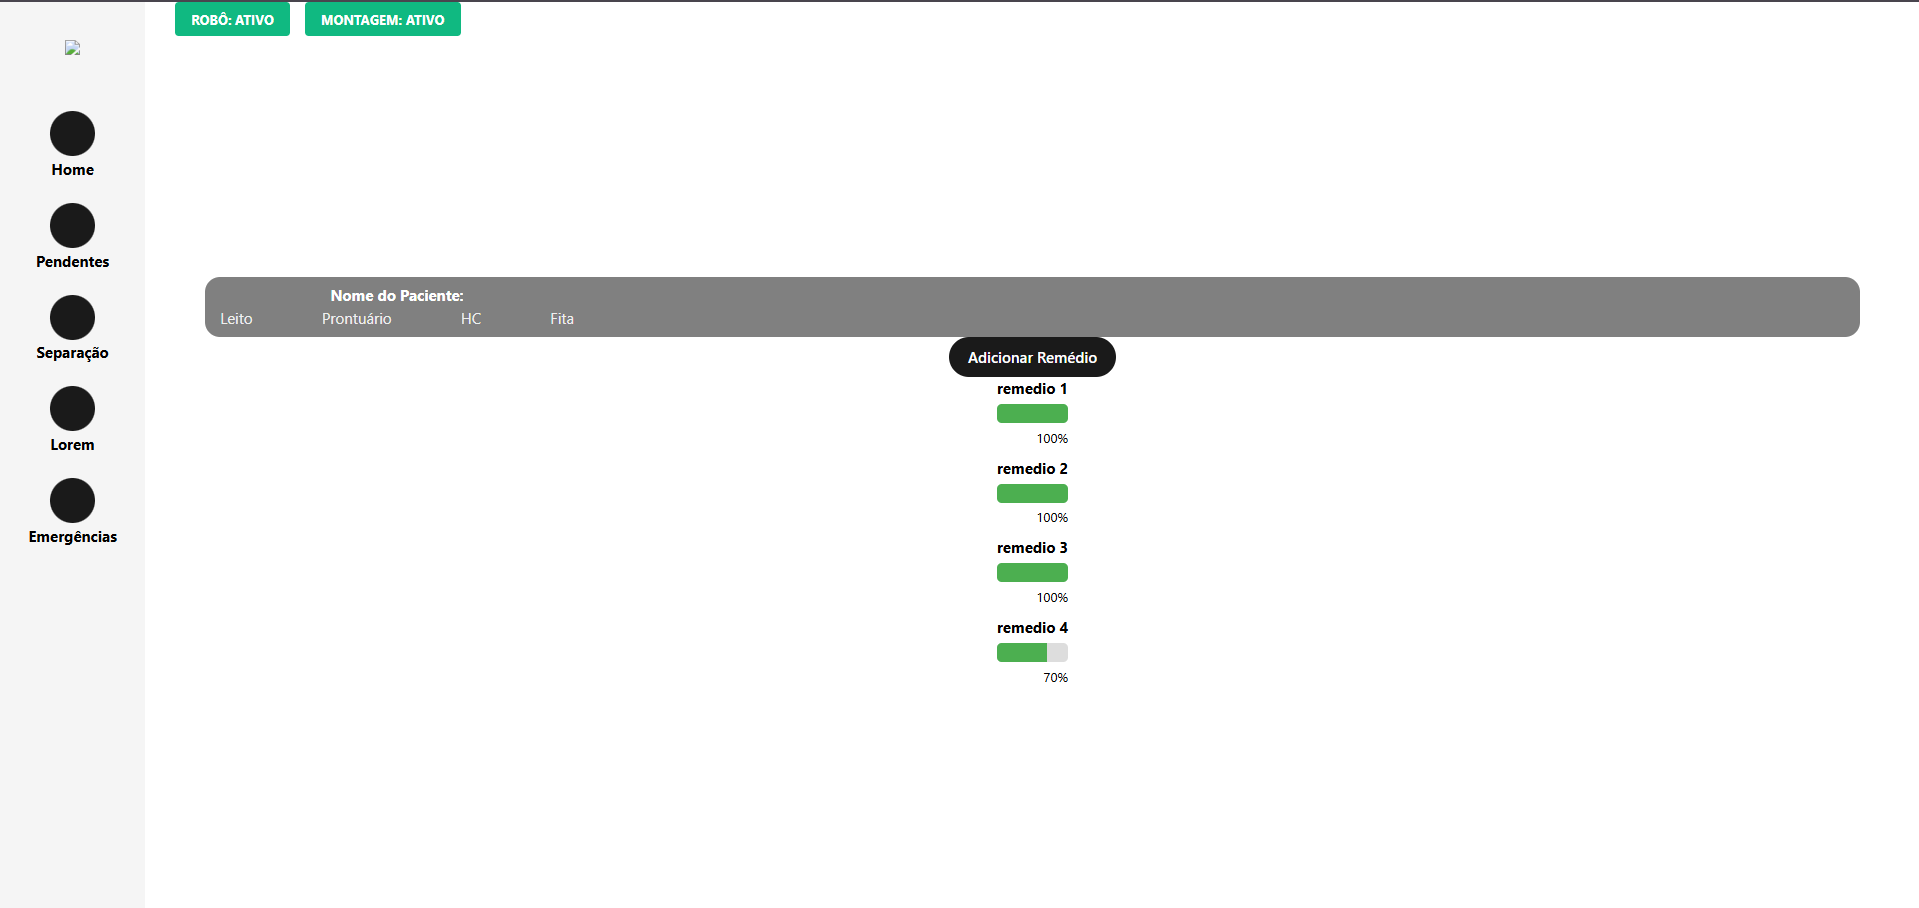 ROBÔ: ATIVO MONTAGEM: ATIVO
Home
Pendentes
Separação
Lorem
Emergências
Nome do Paciente:
Leito Prontuário HC Fita
Adicionar Remédio
remedio 1
100%
remedio 2
100%
remedio 3
100%
remedio 4
70%